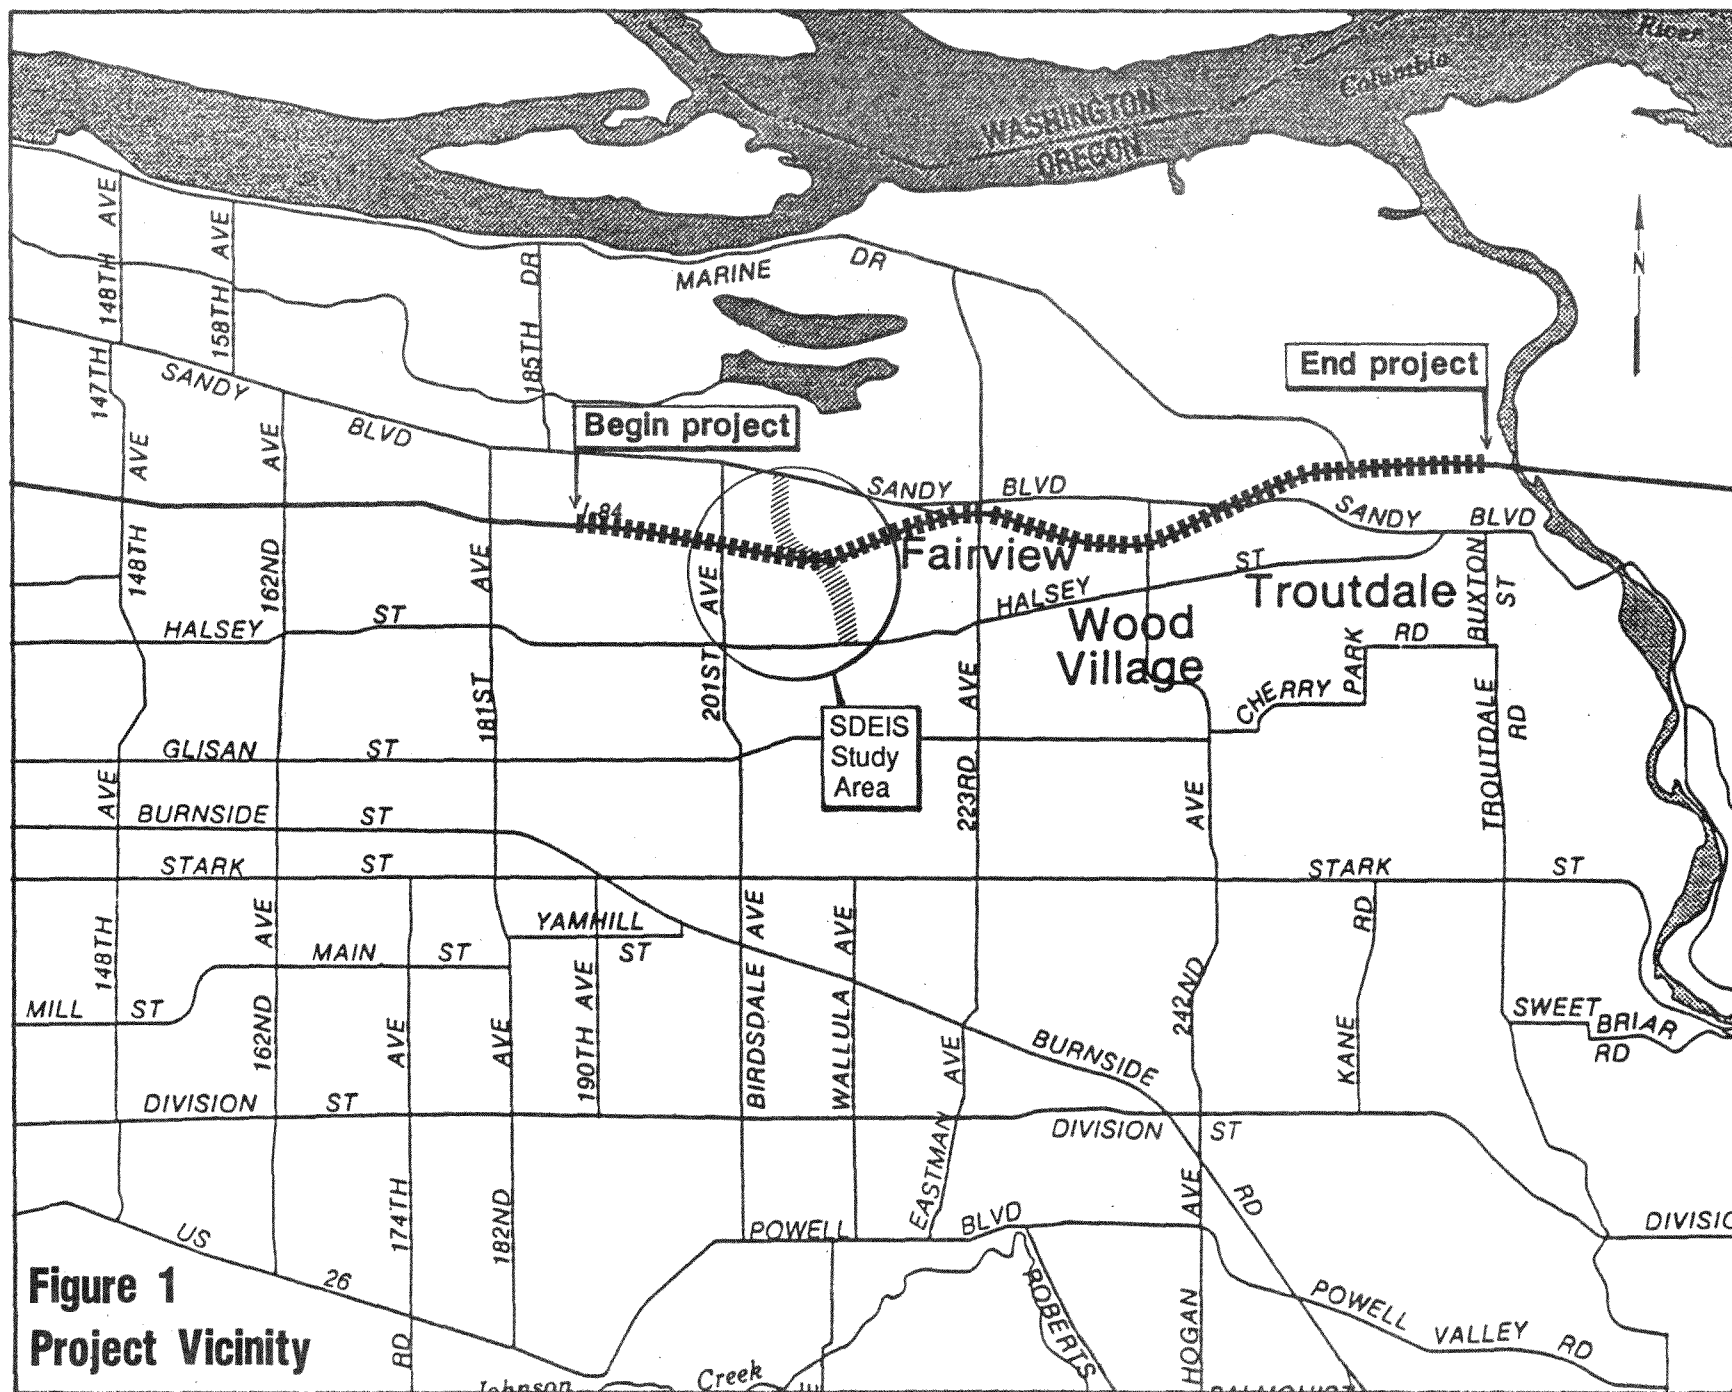 River
Columbia
WASHINGTON
OREGON
148TH AVE
158TH AVE
185TH DR
MARINE DR
N
147TH
SANDY BLVD
End project
Begin project
AVE
AVE
SANDY BLVD
I-84
SANDY BLVD
148TH
162ND
AVE
AVE
Fairview
HALSEY ST
Troutdale
BUXTON ST
HALSEY ST
Wood
Village
PARK RD
CHERRY
181ST
201ST
AVE
TROUTDALE RD
SDEIS
Study
Area
GLISAN ST
223RD
AVE
AVE
BURNSIDE ST
STARK ST
STARK ST
148TH
AVE
YAMHILL ST
BIRDSDALE AVE
WALLULA AVE
RD
MAIN ST
190TH AVE
242ND
MILL ST
162ND
AVE
AVE
KANE
SWEET BRIAR
RD
BURNSIDE
AVE
DIVISION ST
DIVISION ST
EASTMAN
174TH
182ND
AVE
RD
US 26
POWELL BLVD
DIVISIO
Figure 1
Project Vicinity
RD
ROBERTS
HOGAN
POWELL VALLEY RD
Johnson Creek